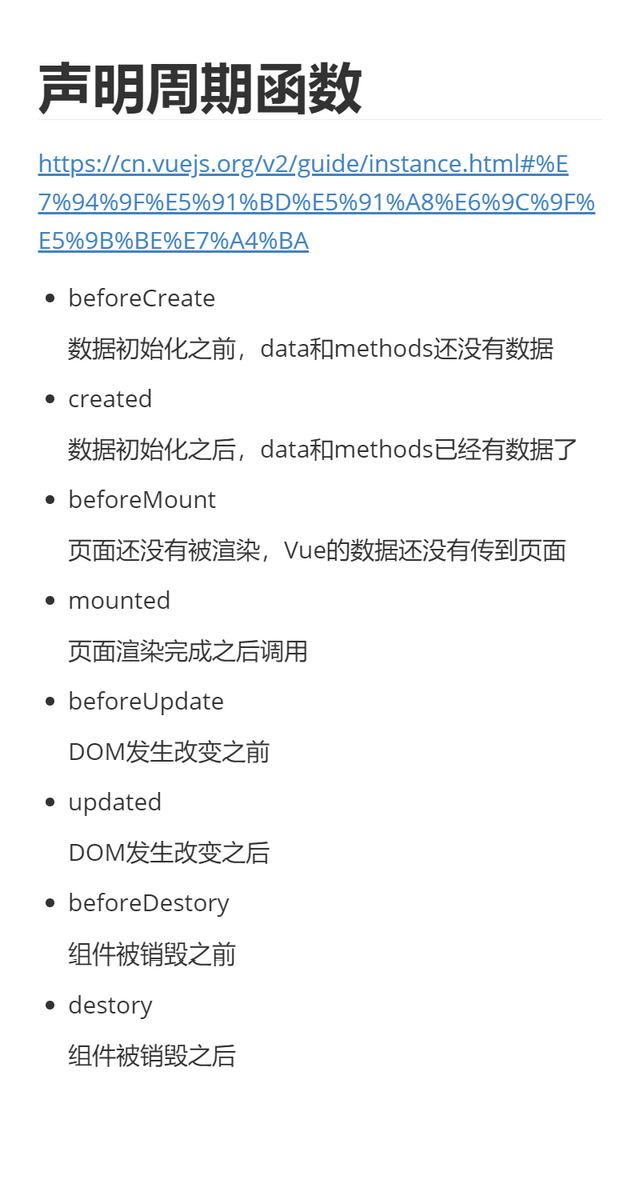 声明周期函数
https://cn.vuejs.org/v2/guide/instance.html#%E
7%94%9F%E5%91%BD%E5%91%A8%E6%9C%9F%
E5%9B%BE%E7%A4%BA
beforeCreate
数据初始化之前，data和methods还没有数据
created
数据初始化之后，data和methods已经有数据了
beforeMount
页面还没有被渲染，Vue的数据还没有传到页面
mounted
页面渲染完成之后调用
beforeUpdate
DOM发生改变之前
updated
DOM发生改变之后
beforeDestory
组件被销毁之前
destory
组件被销毁之后